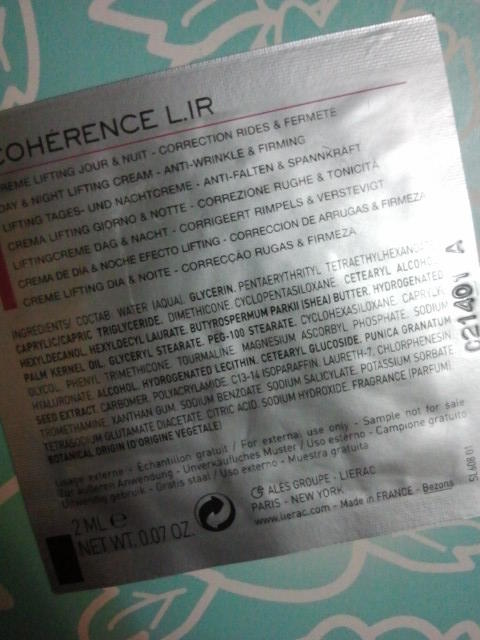 COHÉRENCE L.IR
CREME LIFTING JOUR & NUIT - CORRECTION RIDES & FERMETÉ
DAY & NIGHT LIFTING CREAM - ANTI-WRINKLE & FIRMING
LIFTING TAGES- UND NACHTCREME - ANTI-FALTEN & SPANNKRAFT
CREMA LIFTING GIORNO & NOTTE - CORREZIONE RUGHE & TONICITÀ
LIFTINGCREME DAG & NACHT - CORRIGEERT RIMPELS & VERSTEVIGT
CREMA DE DÍA & NOCHE EFECTO LIFTING - CORRECCION DE ARRUGAS & FIRMEZA
CREME LIFTING DIA & NOITE - CORRECÇÃO RUGAS & FIRMEZA
INGREDIENTS/ COCTAB: WATER (AQUA), GLYCERIN, PENTAERYTHRITYL TETRAETHYLHEXANOATE,
CAPRYLIC/CAPRIC TRIGLYCERIDE, DIMETHICONE, CYCLOPENTASILOXANE, CETEARYL ALCOHOL,
HEXYLDECANOL, HEXYLDECYL LAURATE, BUTYROSPERMUM PARKII (SHEA) BUTTER, HYDROGENATED
PALM KERNEL OIL, GLYCERYL STEARATE, PEG-100 STEARATE, CYCLOHEXASILOXANE, CAPRYLYL
GLYCOL, PHENYL TRIMETHICONE, TOURMALINE, MAGNESIUM ASCORBYL PHOSPHATE, SODIUM
HYALURONATE, ALCOHOL, HYDROGENATED LECITHIN, CETEARYL GLUCOSIDE, PUNICA GRANATUM
SEED EXTRACT, CARBOMER, POLYACRYLAMIDE, C13-14 ISOPARAFFIN, LAURETH-7, CHLORPHENESIN,
TROMETHAMINE, XANTHAN GUM, SODIUM BENZOATE, SODIUM SALICYLATE, POTASSIUM SORBATE,
TETRASODIUM GLUTAMATE DIACETATE, CITRIC ACID, SODIUM HYDROXIDE, FRAGRANCE (PARFUM)
BOTANICAL ORIGIN (D'ORIGINE VEGETALE)
021401 A
Usage externe - Echantillon gratuit / For external use only - Sample not for sale
Zur äußeren Anwendung - Unverkäufliches Muster / Uso esterno - Campione gratuito
Uitwendig gebruik - Gratis staal / Uso externo - Muestra gratuita
2 ML e
NET WT. 0.07 OZ.
ALÈS GROUPE - LIERAC
PARIS - NEW YORK
www.lierac.com - Made in FRANCE - Bezons